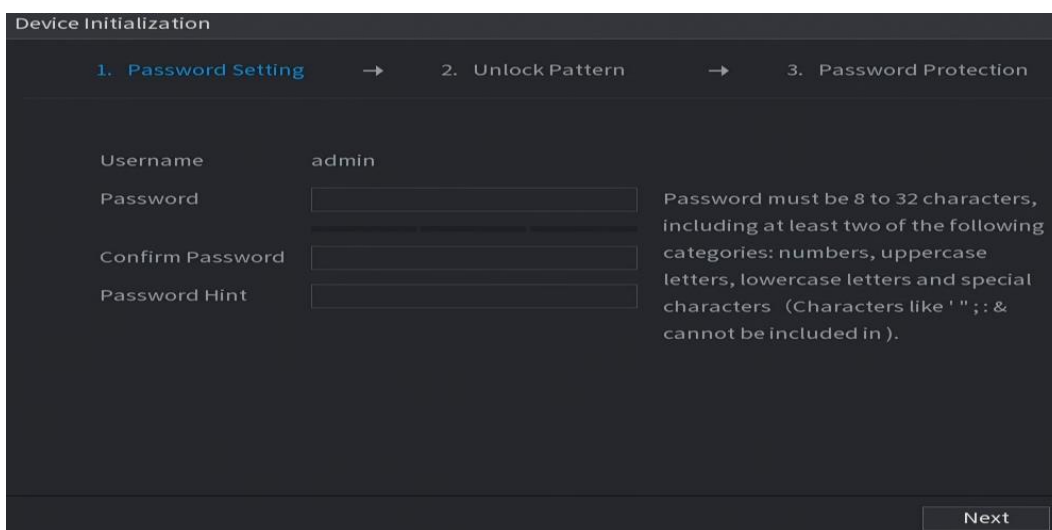 Device Initialization
1. Password Setting → 2. Unlock Pattern → 3. Password Protection
Username admin
Password
Password must be 8 to 32 characters,
including at least two of the following
categories: numbers, uppercase
letters, lowercase letters and special
characters (Characters like ' " ; : &
cannot be included in ).
Confirm Password
Password Hint
Next